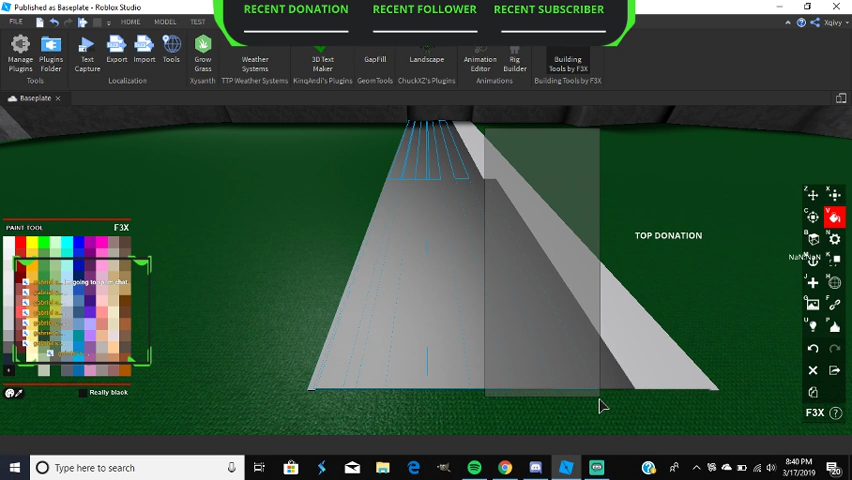 Published as Baseplate - Roblox Studio
RECENT DONATION
RECENT FOLLOWER
RECENT SUBSCRIBER
FILE
HOME
MODEL
TEST
Xqivy
Manage Plugins
Plugins Folder
Text Capture
Export
Import
Tools
Grow Grass
Weather Systems
3D Text Maker
GapFill
Landscape
Animation Editor
Rig Builder
Building Tools by F3X
Tools
Localization
Xysanth
TTP Weather Systems
KingAndi's Plugins
GeomTools
ChuckXZ's Plugins
Animations
Building Tools by F3X
Baseplate
PAINT TOOL
F3X
Really black
TOP DONATION
NaN:NaN
Z
X
C
V
B
N
M
J
H
G
F
U
P
F3X
Type here to search
8:40 PM
3/17/2019
20